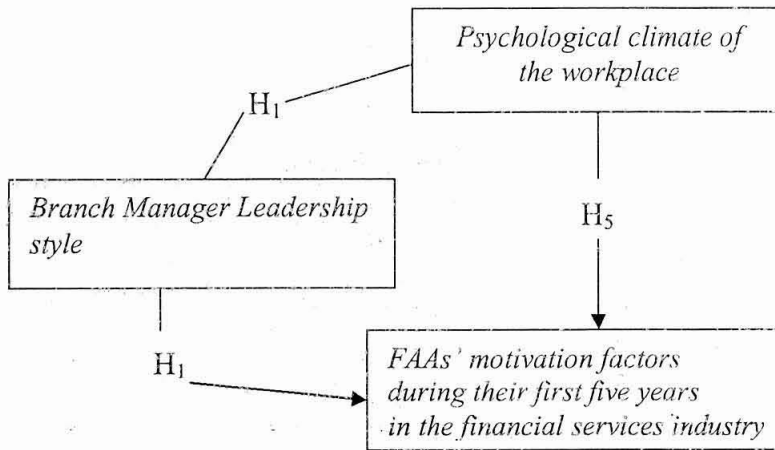 Psychological climate of
the workplace
H₁
Branch Manager Leadership
style
H₅
H₁
FAAs' motivation factors
during their first five years
in the financial services industry